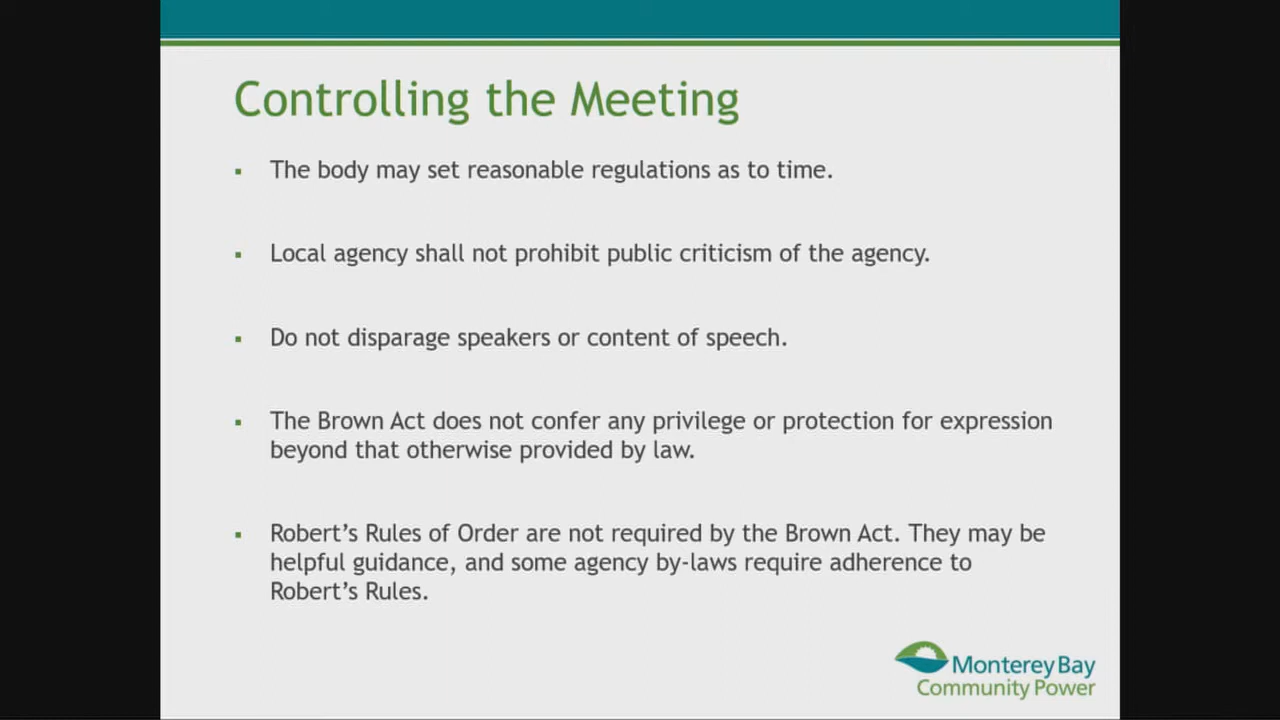 Controlling the Meeting
▪ The body may set reasonable regulations as to time.
▪ Local agency shall not prohibit public criticism of the agency.
▪ Do not disparage speakers or content of speech.
▪ The Brown Act does not confer any privilege or protection for expression
beyond that otherwise provided by law.
▪ Robert’s Rules of Order are not required by the Brown Act. They may be
helpful guidance, and some agency by-laws require adherence to
Robert’s Rules.
Monterey Bay
Community Power